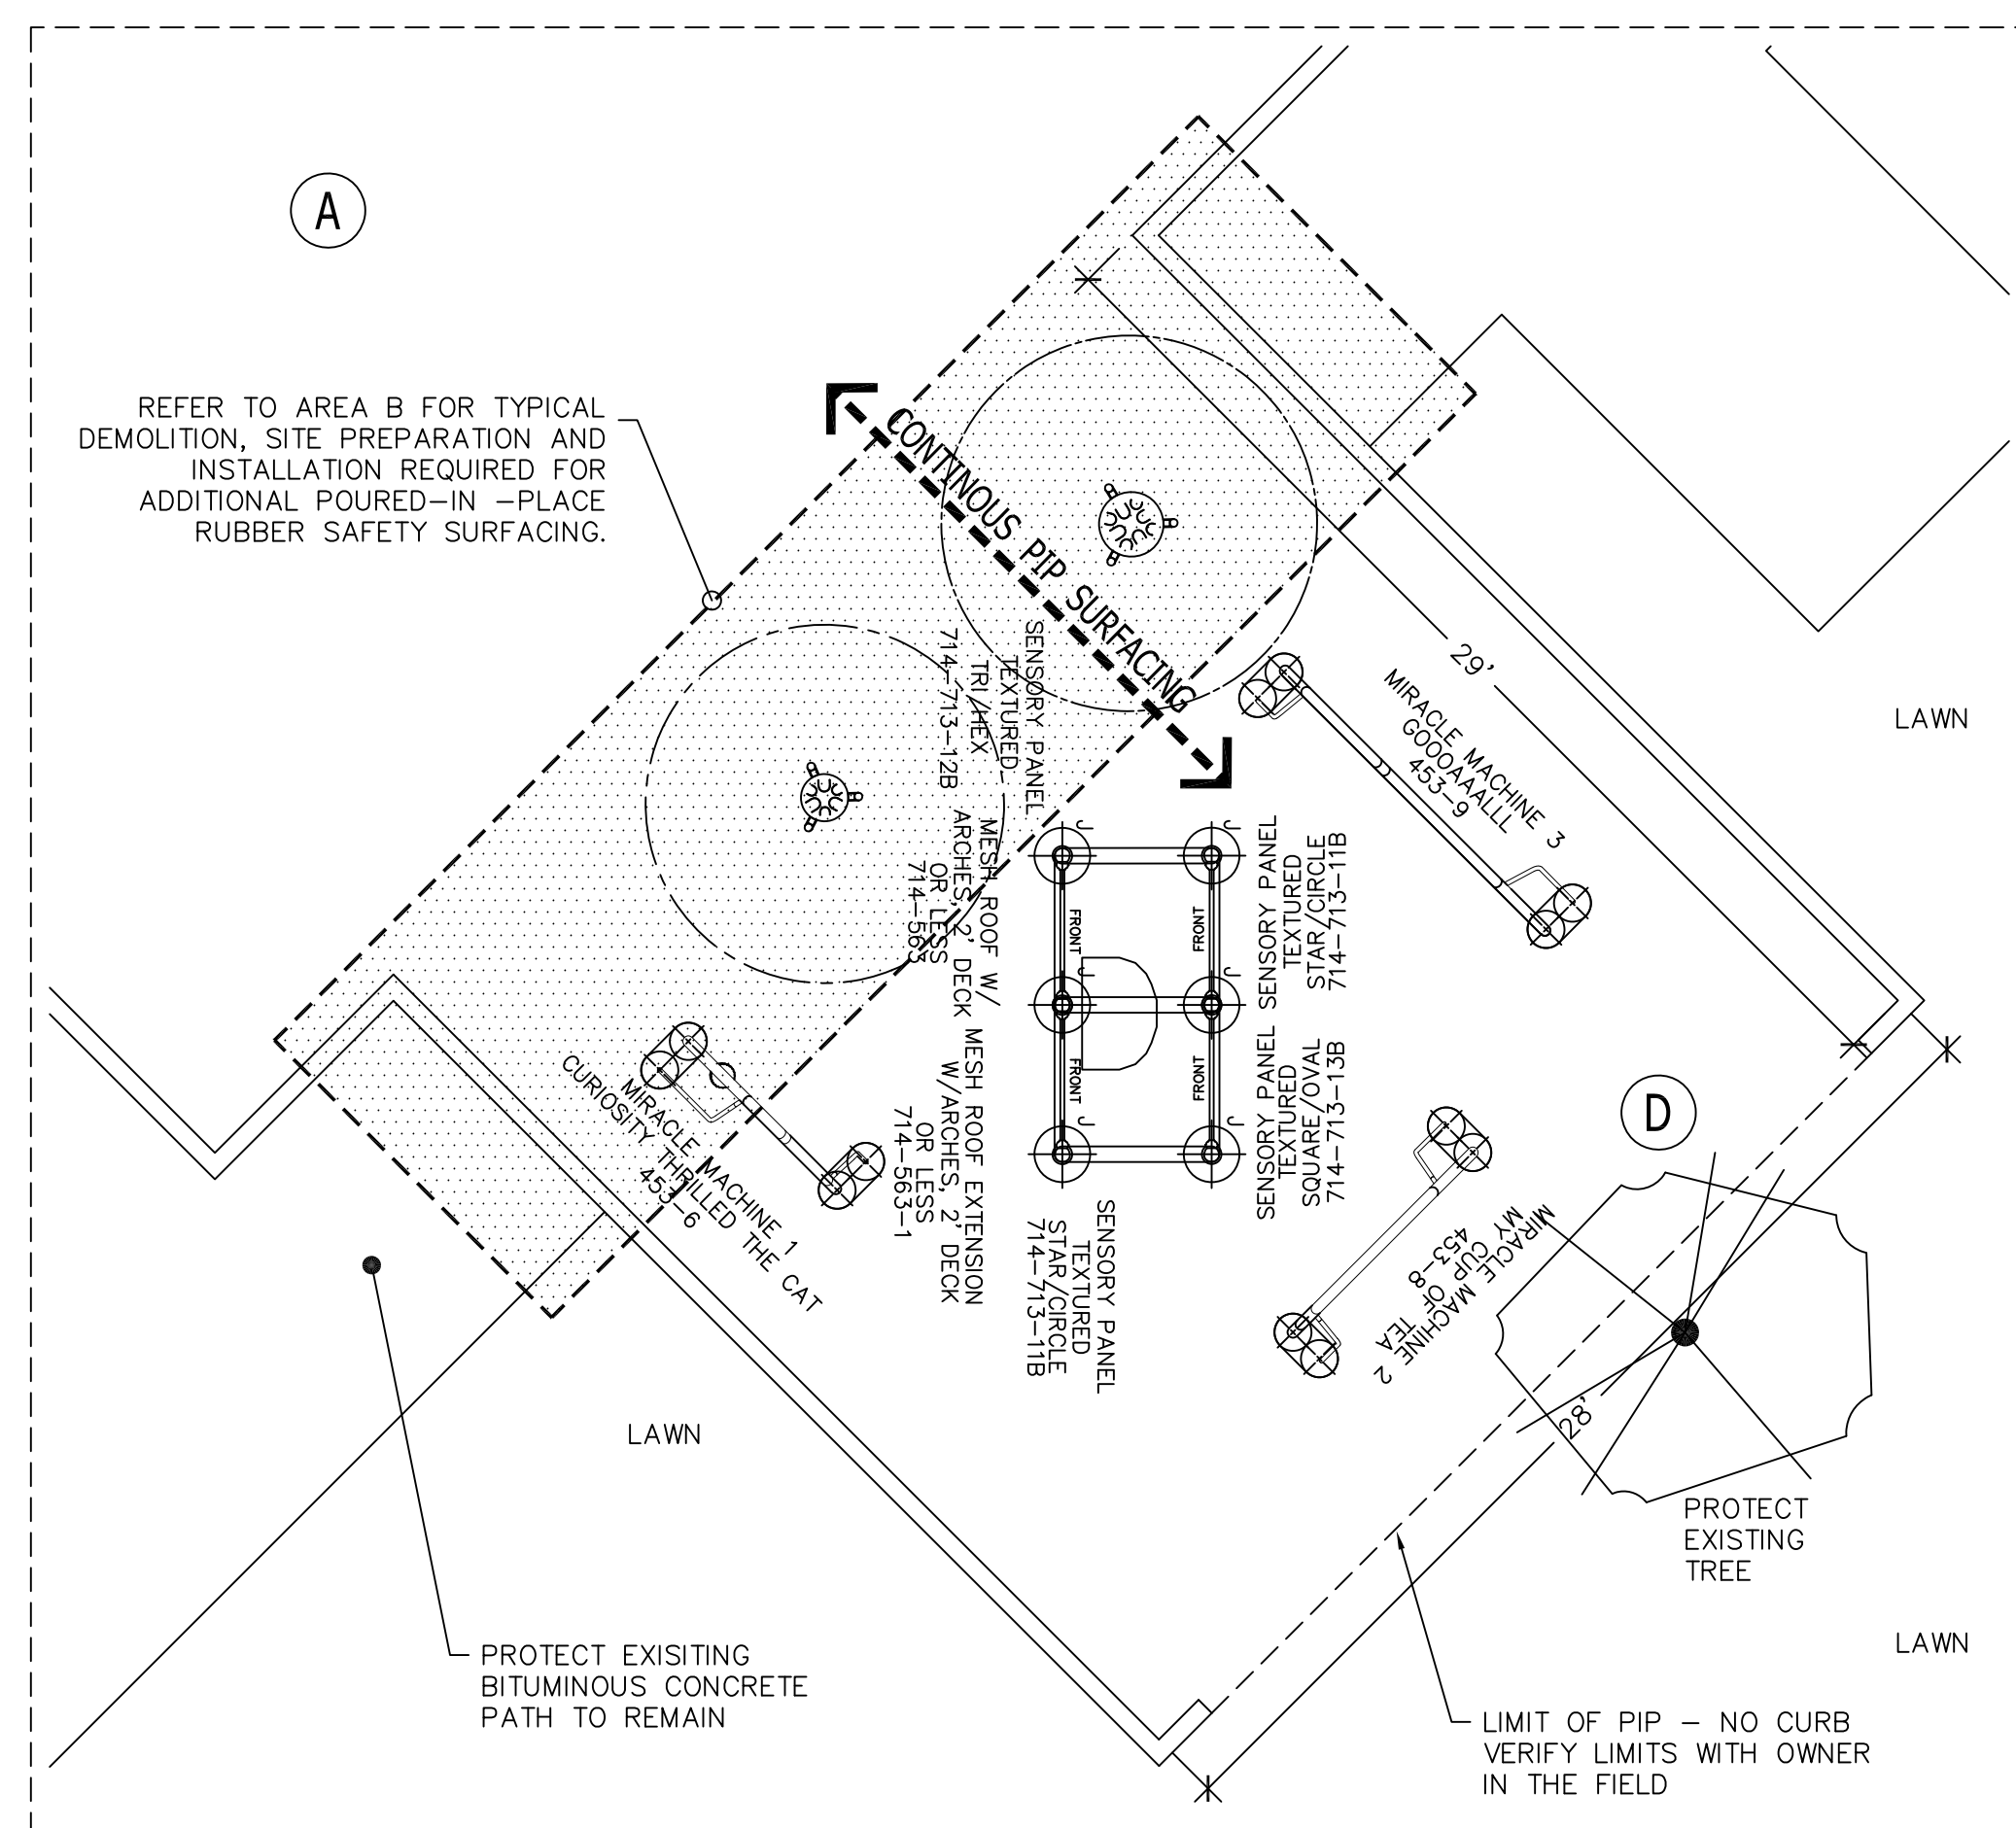 A
REFER TO AREA B FOR TYPICAL
DEMOLITION, SITE PREPARATION AND
INSTALLATION REQUIRED FOR
ADDITIONAL POURED-IN -PLACE
RUBBER SAFETY SURFACING.
CONTINOUS PIP SURFACING
29'
MIRACLE MACHINE 3
GOOOAAALLL
453-9
LAWN
SENSORY PANEL
TEXTURED
TRI/HEX
714-713-12B
MESH ROOF W/
ARCHES, 2' DECK
OR LESS
714-563
J
J
FRONT
FRONT
SENSORY PANEL
TEXTURED
STAR/CIRCLE
714-713-11B
J
J
FRONT
FRONT
SENSORY PANEL
TEXTURED
SQUARE/OVAL
714-713-13B
J
J
MESH ROOF EXTENSION
W/ARCHES, 2' DECK
OR LESS
714-563-1
MIRACLE MACHINE 1
CURIOSITY THRILLED THE CAT
453-6
SENSORY PANEL
TEXTURED
STAR/CIRCLE
714-713-11B
D
MIRACLE MACHINE 2
MY CUP OF TEA
453-8
28'
LAWN
PROTECT
EXISTING
TREE
PROTECT EXISITING
BITUMINOUS CONCRETE
PATH TO REMAIN
LAWN
LIMIT OF PIP - NO CURB
VERIFY LIMITS WITH OWNER
IN THE FIELD